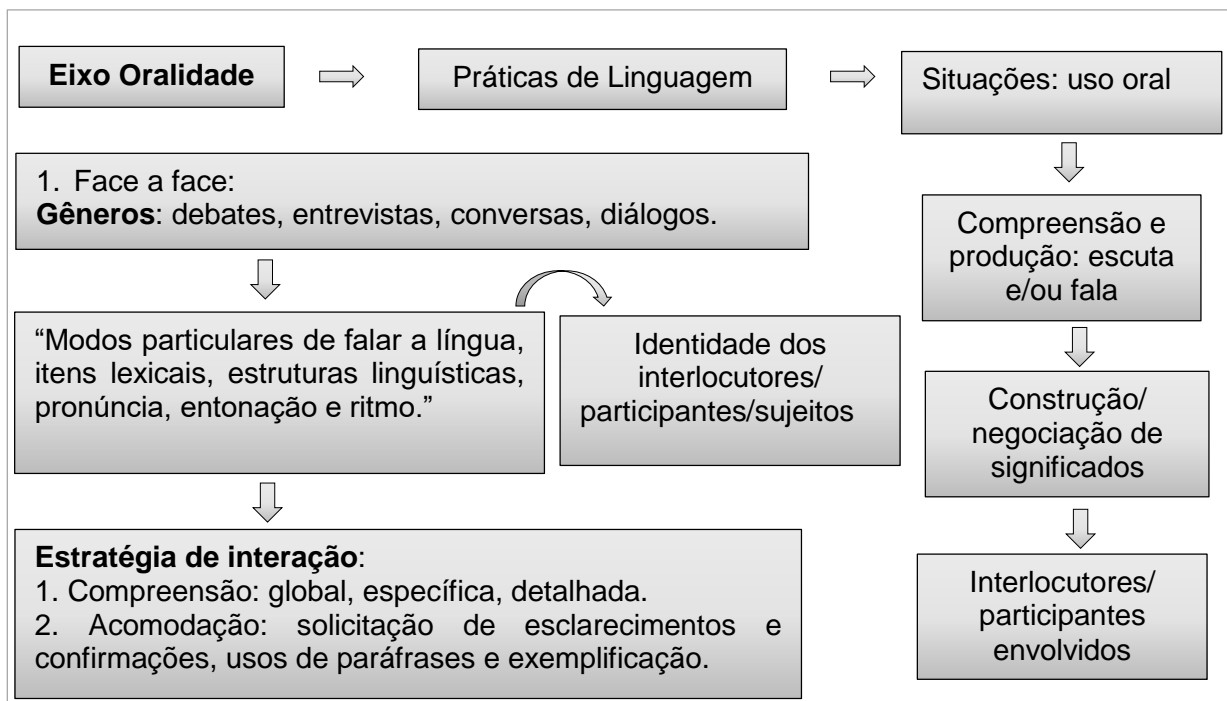 Eixo Oralidade
Práticas de Linguagem
Situações: uso oral
1. Face a face:
Gêneros: debates, entrevistas, conversas, diálogos.
Compreensão e
produção: escuta
e/ou fala
“Modos particulares de falar a língua,
itens lexicais, estruturas linguísticas,
pronúncia, entonação e ritmo.”
Identidade dos
interlocutores/
participantes/sujeitos
Construção/
negociação de
significados
Estratégia de interação:
1. Compreensão: global, específica, detalhada.
2. Acomodação: solicitação de esclarecimentos e
confirmações, usos de paráfrases e exemplificação.
Interlocutores/
participantes
envolvidos